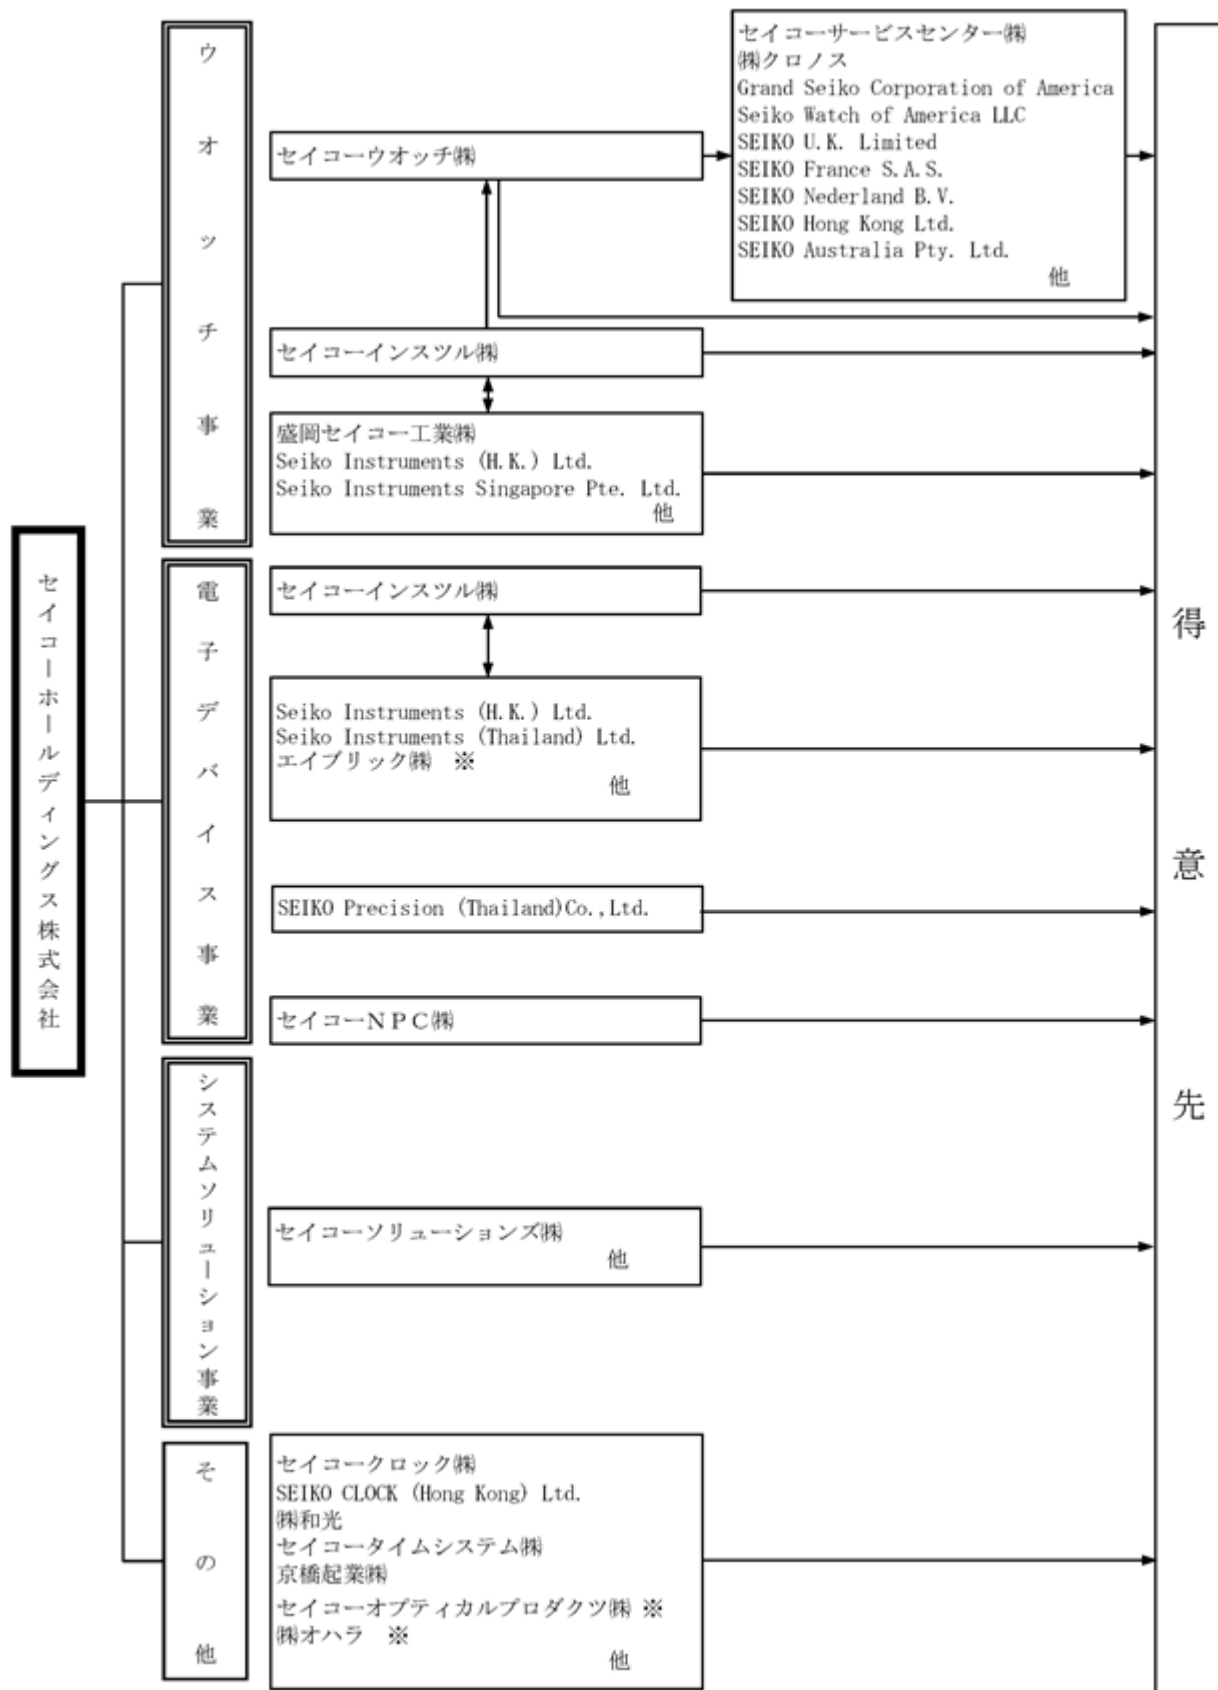 セイコーホールディングス株式会社
ウオッチ事業
セイコーウオッチ㈱
セイコーサービスセンター㈱
㈱クロノス
Grand Seiko Corporation of America
Seiko Watch of America LLC
SEIKO U.K. Limited
SEIKO France S.A.S.
SEIKO Nederland B.V.
SEIKO Hong Kong Ltd.
SEIKO Australia Pty. Ltd.
他
セイコーインスツル㈱
盛岡セイコー工業㈱
Seiko Instruments (H.K.) Ltd.
Seiko Instruments Singapore Pte. Ltd.
他
電子デバイス事業
セイコーインスツル㈱
Seiko Instruments (H.K.) Ltd.
Seiko Instruments (Thailand) Ltd.
エイブリック㈱　※
他
SEIKO Precision (Thailand)Co.,Ltd.
セイコーＮＰＣ㈱
システムソリューション事業
セイコーソリューションズ㈱
他
その他
セイコークロック㈱
SEIKO CLOCK (Hong Kong) Ltd.
㈱和光
セイコータイムシステム㈱
京橋起業㈱
セイコーオプティカルプロダクツ㈱ ※
㈱オハラ　※
他
得意先